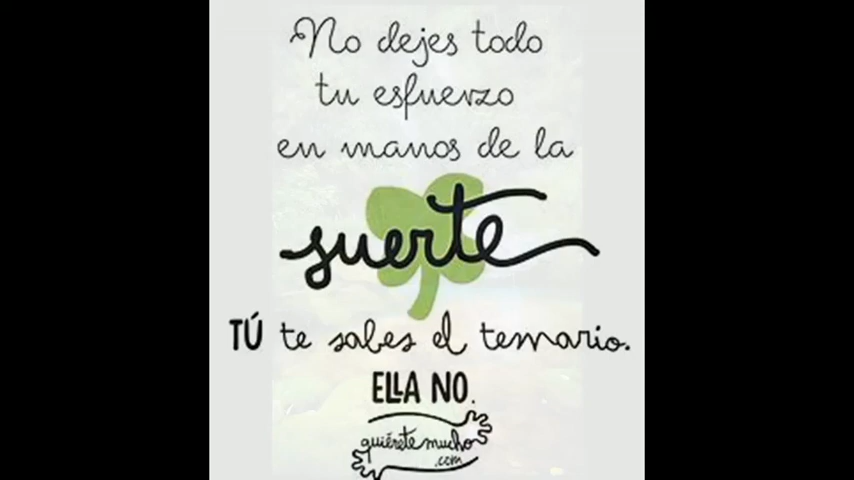 No dejes todo
tu esfuerzo
en manos de la
suerte
TÚ te sabes el temario.
ELLA NO.
quiéretemucho
.com